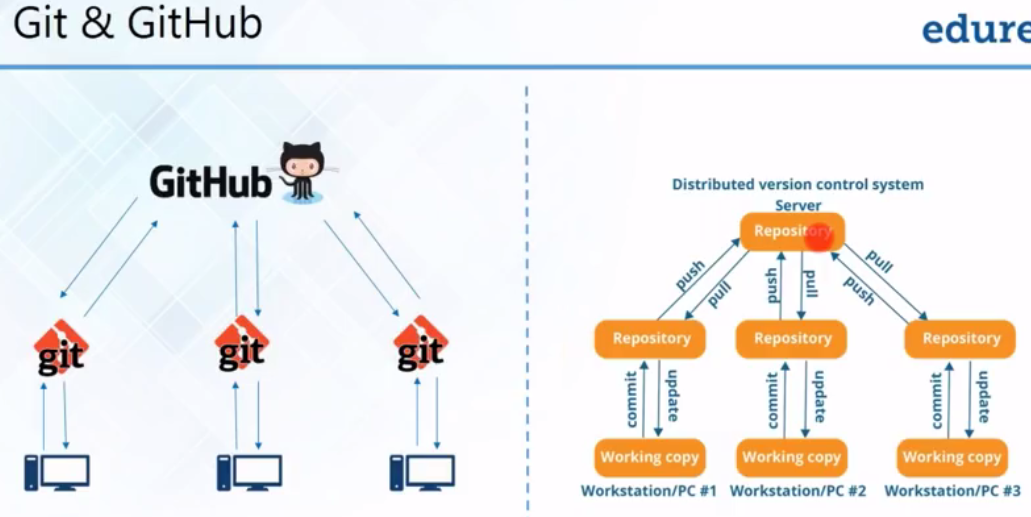 Git & GitHub
edure
GitHub
git
git
git
Distributed version control system
Server
Repository
push
pull
push
pull
push
pull
Repository
Repository
Repository
commit
update
commit
update
commit
update
Working copy
Working copy
Working copy
Workstation/PC #1
Workstation/PC #2
Workstation/PC #3